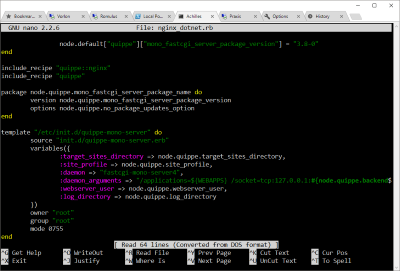 Bookmar
Vorlon
Romulus
Local Po
Achilles
Praxis
Options
History
GNU nano 2.2.6 File: nginx_dotnet.rb
node.default["quippe"]["mono_fastcgi_server_package_version"] = "3.8-0"
end
include_recipe "quippe::nginx"
include_recipe "quippe"
package node.quippe.mono_fastcgi_server_package_name do
version node.quippe.mono_fastcgi_server_package_version
options node.quippe.no_package_updates_option
end
template "/etc/init.d/quippe-mono-server" do
source "init.d/quippe-mono-server.erb"
variables({
:target_sites_directory => node.quippe.target_sites_directory,
:site_profile => node.quippe.site_profile,
:daemon => "fastcgi-mono-server4",
:daemon_arguments => "/applications=${WEBAPPS} /socket=tcp:127.0.0.1:#{node.quippe.backend$
:webserver_user => node.quippe.webserver_user,
:log_directory => node.quippe.log_directory
})
owner "root"
group "root"
mode 0755
end
[ Read 64 lines (Converted from DOS format) ]
^G Get Help ^O WriteOut ^R Read File ^Y Prev Page ^K Cut Text ^C Cur Pos
^X Exit ^J Justify ^W Where Is ^V Next Page ^U UnCut Text ^T To Spell